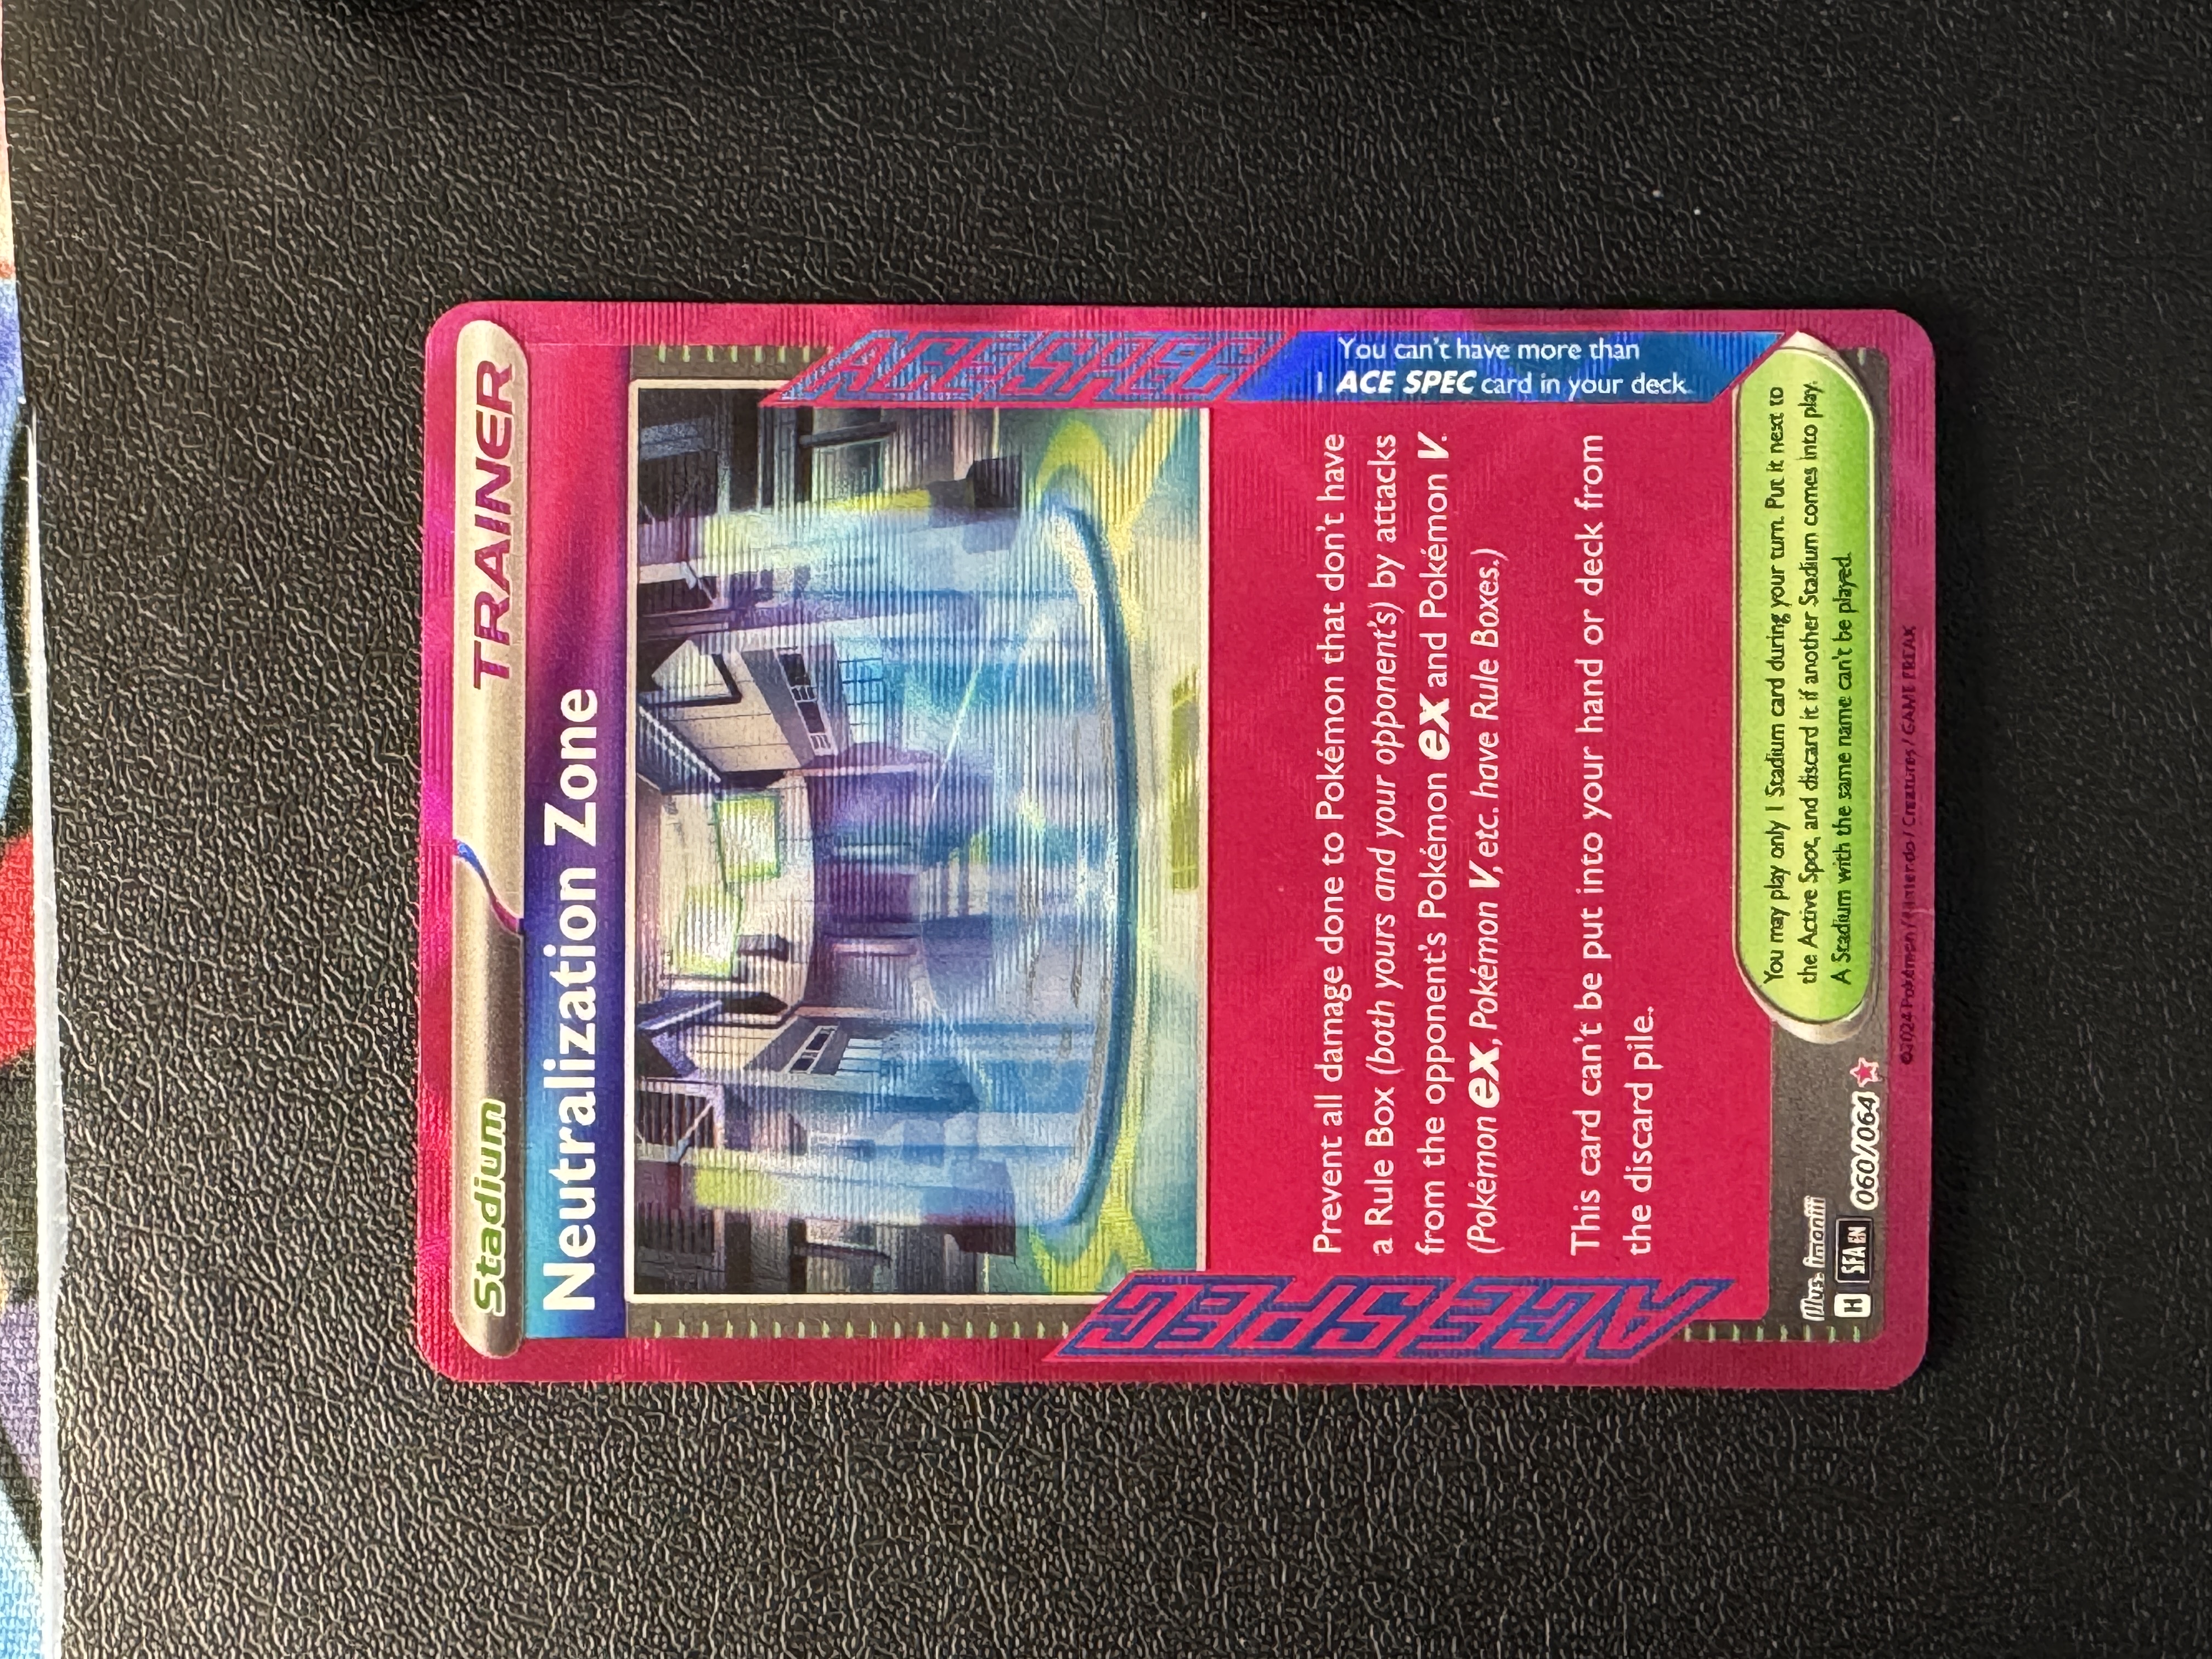 Stadium
TRAINER
Neutralization Zone
ACE SPEC
You can't have more than
1 ACE SPEC card in your deck.
Prevent all damage done to Pokémon that don't have
a Rule Box (both yours and your opponent's) by attacks
from the opponent's Pokémon ex and Pokémon V.
(Pokémon ex, Pokémon V, etc. have Rule Boxes.)
This card can't be put into your hand or deck from
the discard pile.
ACE SPEC
You may play only 1 Stadium card during your turn. Put it next to
the Active Spot, and discard it if another Stadium comes into play.
A Stadium with the same name can't be played.
Illus. AYUMI
H SFA EN 060/064
©2024 Pokémon / Nintendo / Creatures / GAME FREAK